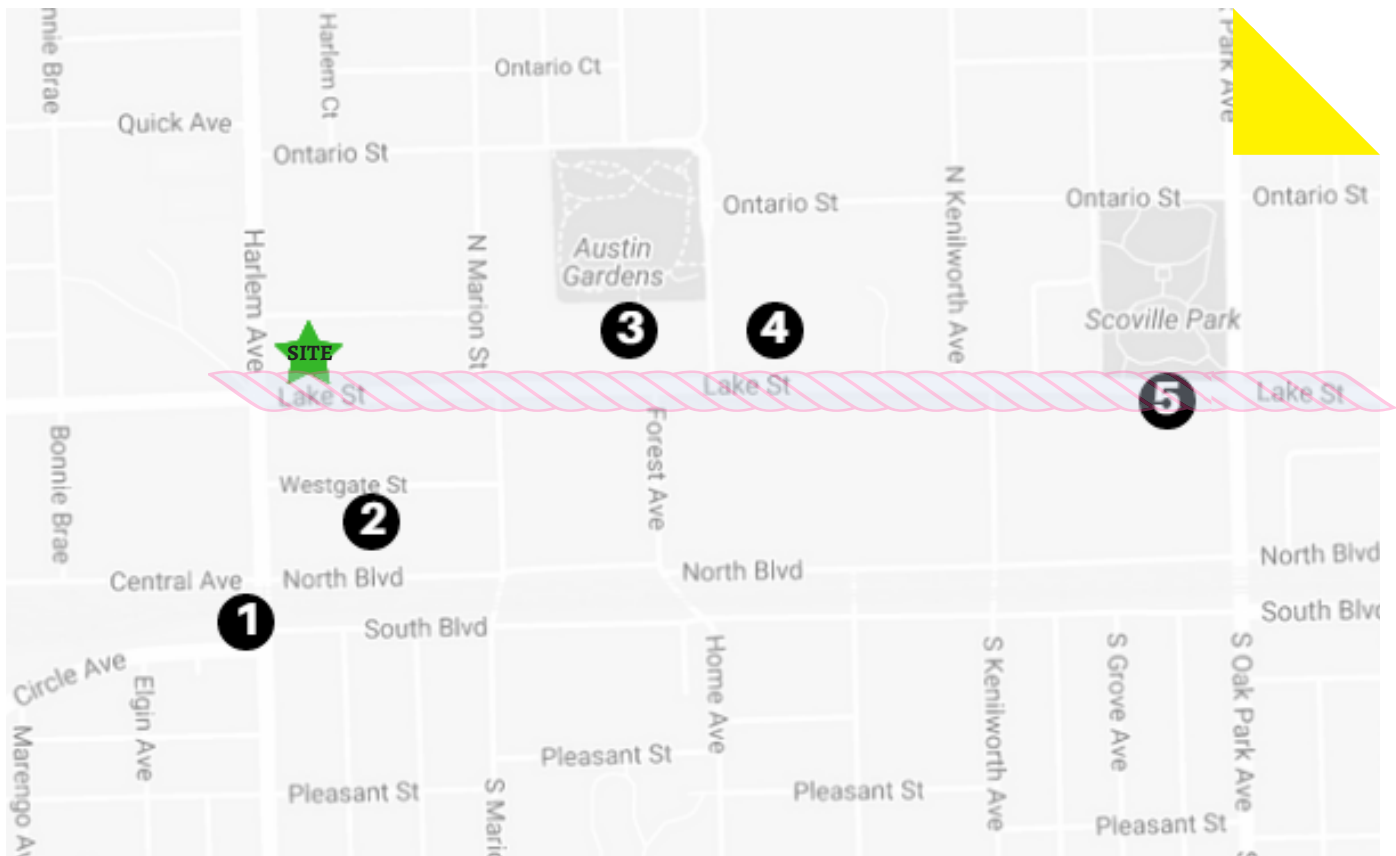 nnie Brae
Harlem Ct
Ontario Ct
Park Ave
Quick Ave
Ontario St
N Kenilworth Ave
Ontario St
Ontario St
Ontario St
Harlem Ave
N Marion St
Austin
Gardens
Scoville Park
3
4
SITE
Lake St
Lake St
5
Lake St
Forest Ave
Bonnie Brae
Westgate St
2
Central Ave
North Blvd
North Blvd
North Blvd
1
South Blvd
South Blv
Circle Ave
Elgin Ave
Home Ave
S Kenilworth Ave
S Grove Ave
S Oak Park Ave
Marengo Av
Pleasant St
Pleasant St
S Mari
Pleasant St
Pleasant St